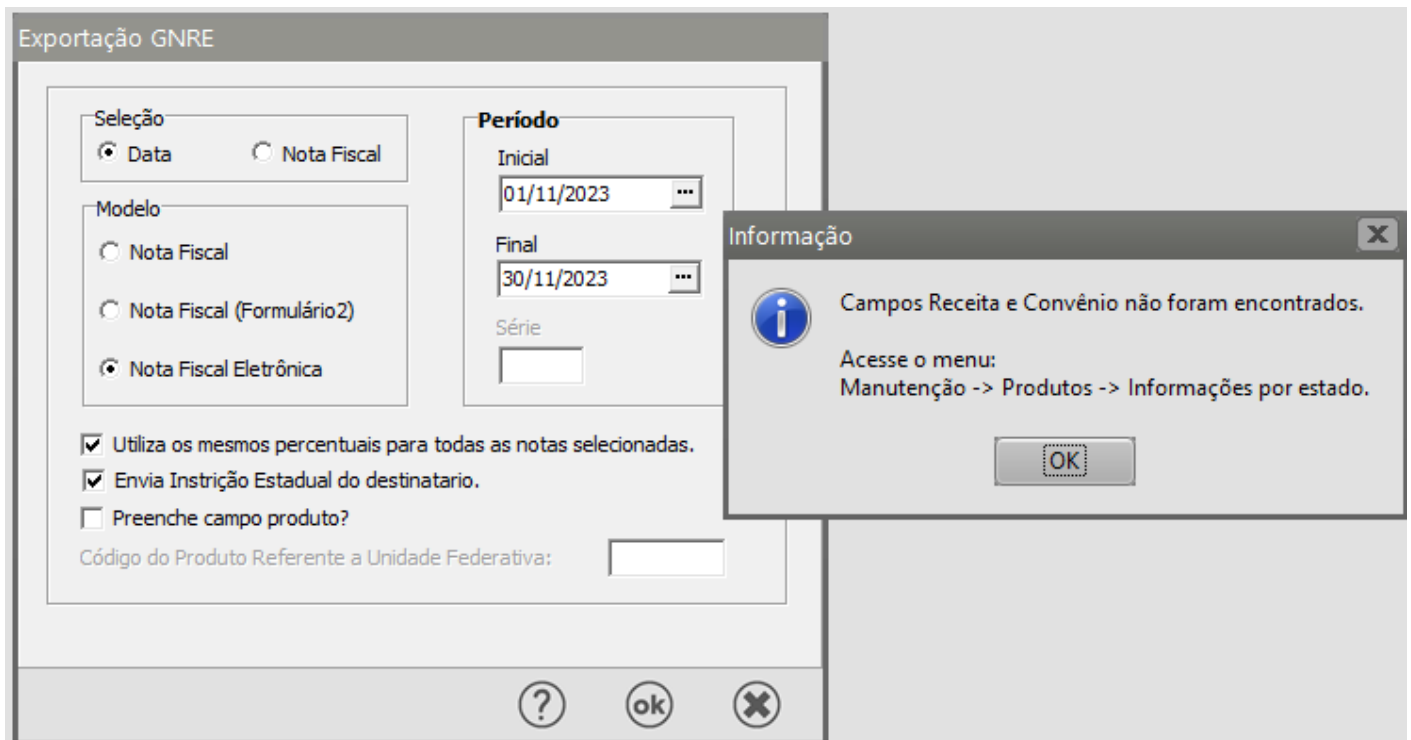 Exportação GNRE
Seleção
Data
Nota Fiscal
Modelo
Nota Fiscal
Nota Fiscal (Formulário2)
Nota Fiscal Eletrônica
Período
Inicial
01/11/2023
...
Final
30/11/2023
...
Série
Utiliza os mesmos percentuais para todas as notas selecionadas.
Envia Instrição Estadual do destinatario.
Preenche campo produto?
Código do Produto Referente a Unidade Federativa:
?
ok
Informação
Campos Receita e Convênio não foram encontrados.
Acesse o menu:
Manutenção -> Produtos -> Informações por estado.
OK